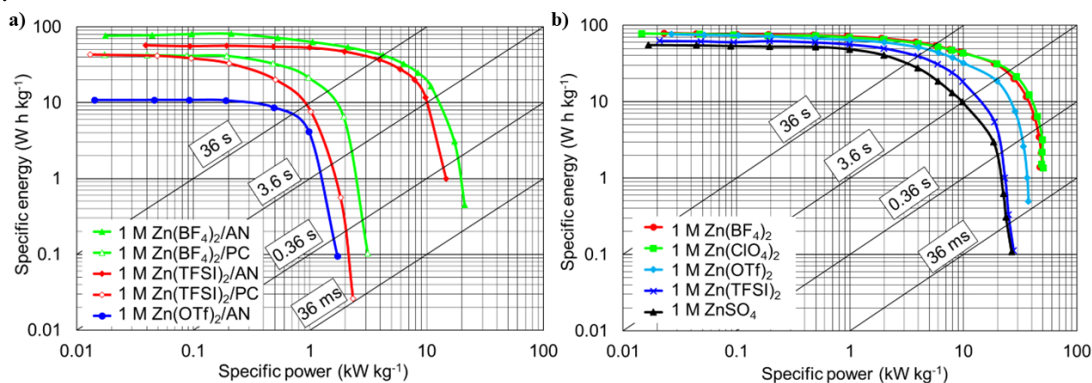 a)
100
10
1
0.1
0.01
Specific energy (W h kg⁻¹)
36 s
3.6 s
0.36 s
36 ms
1 M Zn(BF₄)₂/AN
1 M Zn(BF₄)₂/PC
1 M Zn(TFSI)₂/AN
1 M Zn(TFSI)₂/PC
1 M Zn(OTf)₂/AN
0.01 0.1 1 10 100
Specific power (kW kg⁻¹)
b)
100
10
1
0.1
0.01
Specific energy (W h kg⁻¹)
36 s
3.6 s
0.36 s
36 ms
1 M Zn(BF₄)₂
1 M Zn(ClO₄)₂
1 M Zn(OTf)₂
1 M Zn(TFSI)₂
1 M ZnSO₄
0.01 0.1 1 10 100
Specific power (kW kg⁻¹)